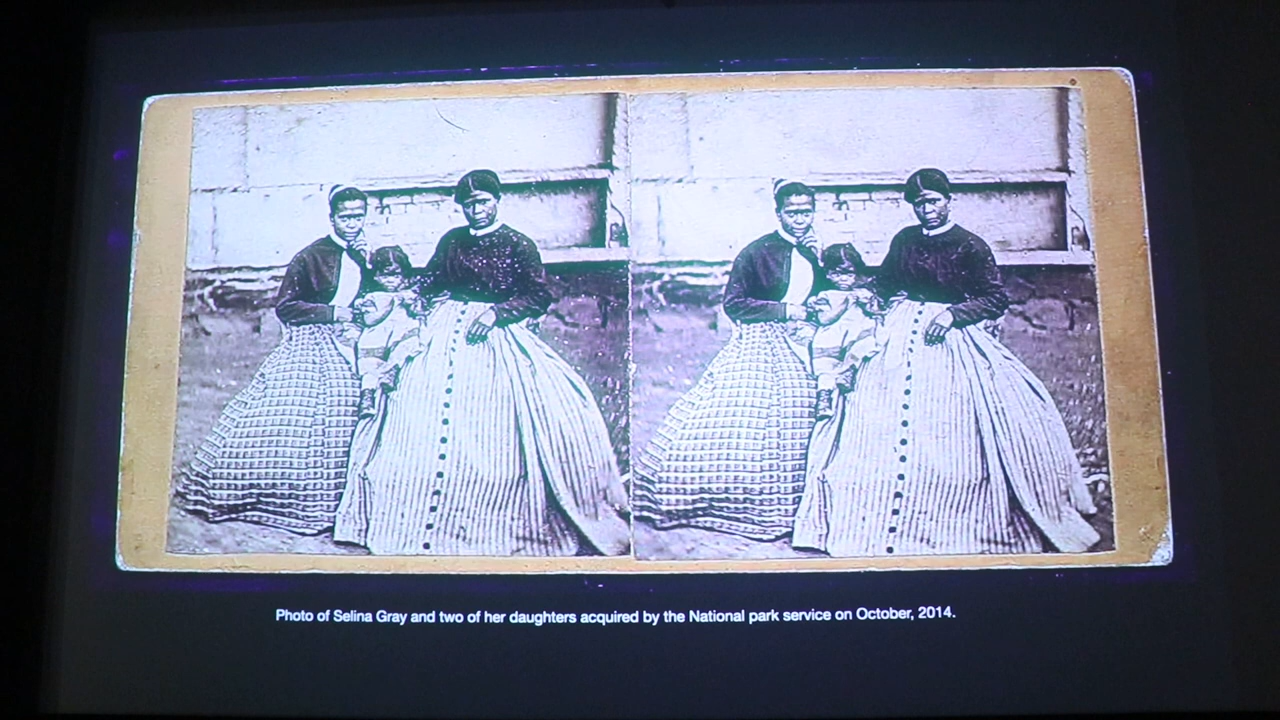 Photo of Selina Gray and two of her daughters acquired by the National park service on October, 2014.